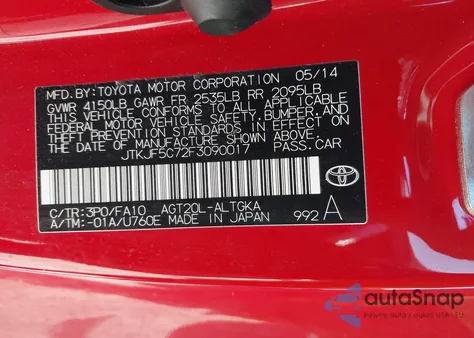 MFD.BY: TOYOTA MOTOR CORPORATION 05/14
GVWR 4150LB GAWR FR 2535LB RR 2095LB
THIS VEHICLE CONFORMS TO ALL APPLICABLE
FEDERAL MOTOR VEHICLE SAFETY, BUMPER, AND
THEFT PREVENTION STANDARDS IN EFFECT ON
THE DATE OF MANUFACTURE SHOWN ABOVE.
JTKJF5C72F3090017 PASS.CAR
C/TR:3P0/FA10 AGT20L-ALTGKA
A/TM:-01A/U760E MADE IN JAPAN 992 A
autoSnap